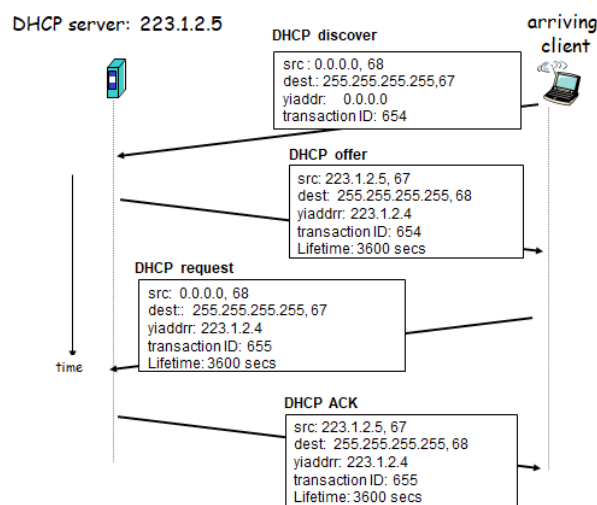 DHCP server: 223.1.2.5
arriving
client
DHCP discover
src : 0.0.0.0, 68
dest.: 255.255.255.255,67
yiaddr: 0.0.0.0
transaction ID: 654
DHCP offer
src: 223.1.2.5, 67
dest: 255.255.255.255, 68
yiaddrr: 223.1.2.4
transaction ID: 654
Lifetime: 3600 secs
DHCP request
src: 0.0.0.0, 68
dest:: 255.255.255.255, 67
yiaddrr: 223.1.2.4
transaction ID: 655
Lifetime: 3600 secs
time
DHCP ACK
src: 223.1.2.5, 67
dest: 255.255.255.255, 68
yiaddrr: 223.1.2.4
transaction ID: 655
Lifetime: 3600 secs